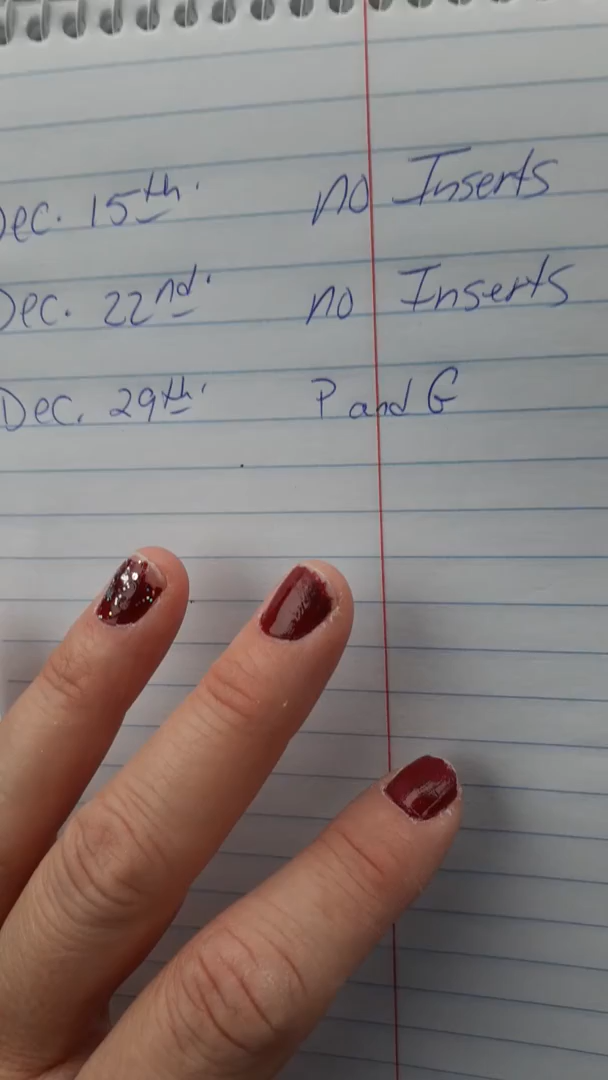 Dec. 15th. no Inserts
Dec. 22nd. no Inserts
Dec. 29th. P and G